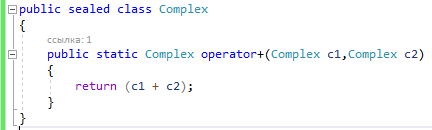 public sealed class Complex
{
ссылка: 1
public static Complex operator+(Complex c1,Complex c2)
{
return (c1 + c2);
}
}